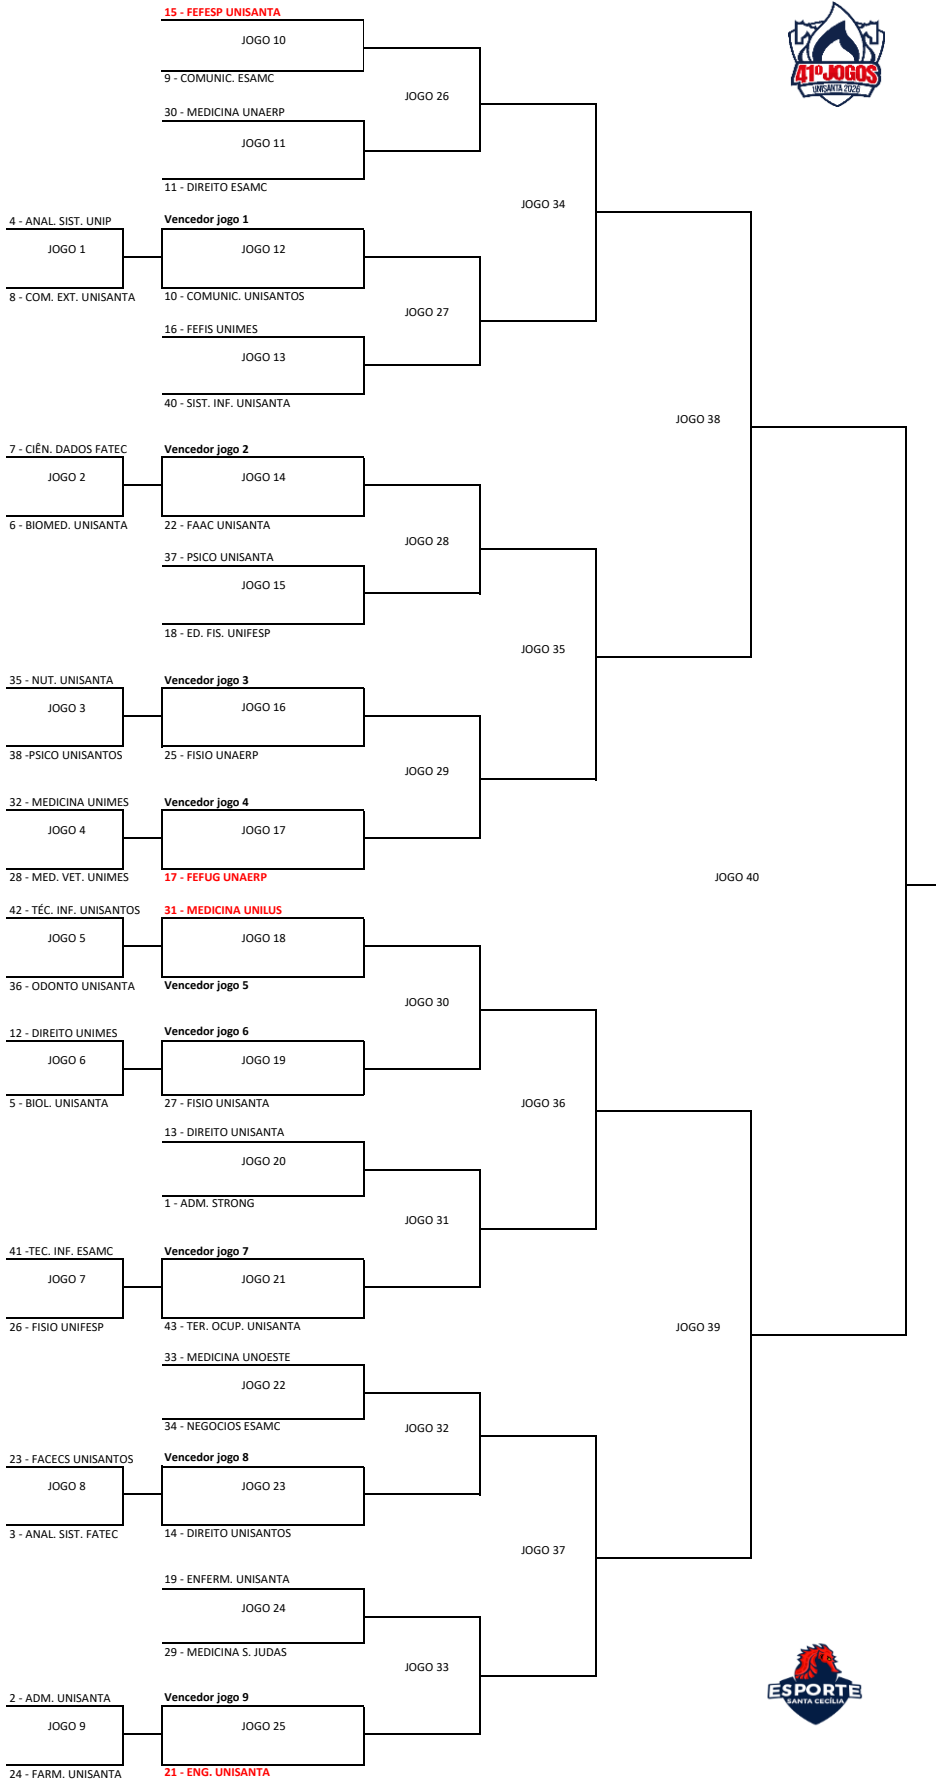 15 - FEFESP UNISANTA
JOGO 10
9 - COMUNIC. ESAMC
JOGO 26
30 - MEDICINA UNAERP
JOGO 11
11 - DIREITO ESAMC
41º JOGOS
UNISANTA 2026
JOGO 34
4 - ANAL. SIST. UNIP
JOGO 1
8 - COM. EXT. UNISANTA
Vencedor jogo 1
JOGO 12
10 - COMUNIC. UNISANTOS
JOGO 27
16 - FEFIS UNIMES
JOGO 13
40 - SIST. INF. UNISANTA
JOGO 38
7 - CIÊN. DADOS FATEC
JOGO 2
6 - BIOMED. UNISANTA
Vencedor jogo 2
JOGO 14
22 - FAAC UNISANTA
JOGO 28
37 - PSICO UNISANTA
JOGO 15
18 - ED. FIS. UNIFESP
JOGO 35
35 - NUT. UNISANTA
JOGO 3
38 -PSICO UNISANTOS
Vencedor jogo 3
JOGO 16
25 - FISIO UNAERP
JOGO 29
32 - MEDICINA UNIMES
JOGO 4
28 - MED. VET. UNIMES
Vencedor jogo 4
JOGO 17
17 - FEFUG UNAERP
JOGO 40
42 - TÉC. INF. UNISANTOS
JOGO 5
36 - ODONTO UNISANTA
31 - MEDICINA UNILUS
JOGO 18
Vencedor jogo 5
JOGO 30
12 - DIREITO UNIMES
JOGO 6
5 - BIOL. UNISANTA
Vencedor jogo 6
JOGO 19
27 - FISIO UNISANTA
JOGO 36
13 - DIREITO UNISANTA
JOGO 20
1 - ADM. STRONG
JOGO 31
41 -TEC. INF. ESAMC
JOGO 7
26 - FISIO UNIFESP
Vencedor jogo 7
JOGO 21
43 - TER. OCUP. UNISANTA
JOGO 39
33 - MEDICINA UNOESTE
JOGO 22
34 - NEGOCIOS ESAMC
JOGO 32
23 - FACECS UNISANTOS
JOGO 8
3 - ANAL. SIST. FATEC
Vencedor jogo 8
JOGO 23
14 - DIREITO UNISANTOS
JOGO 37
19 - ENFERM. UNISANTA
JOGO 24
29 - MEDICINA S. JUDAS
JOGO 33
2 - ADM. UNISANTA
JOGO 9
24 - FARM. UNISANTA
Vencedor jogo 9
JOGO 25
21 - ENG. UNISANTA
ESPORTE
SANTA CECÍLIA